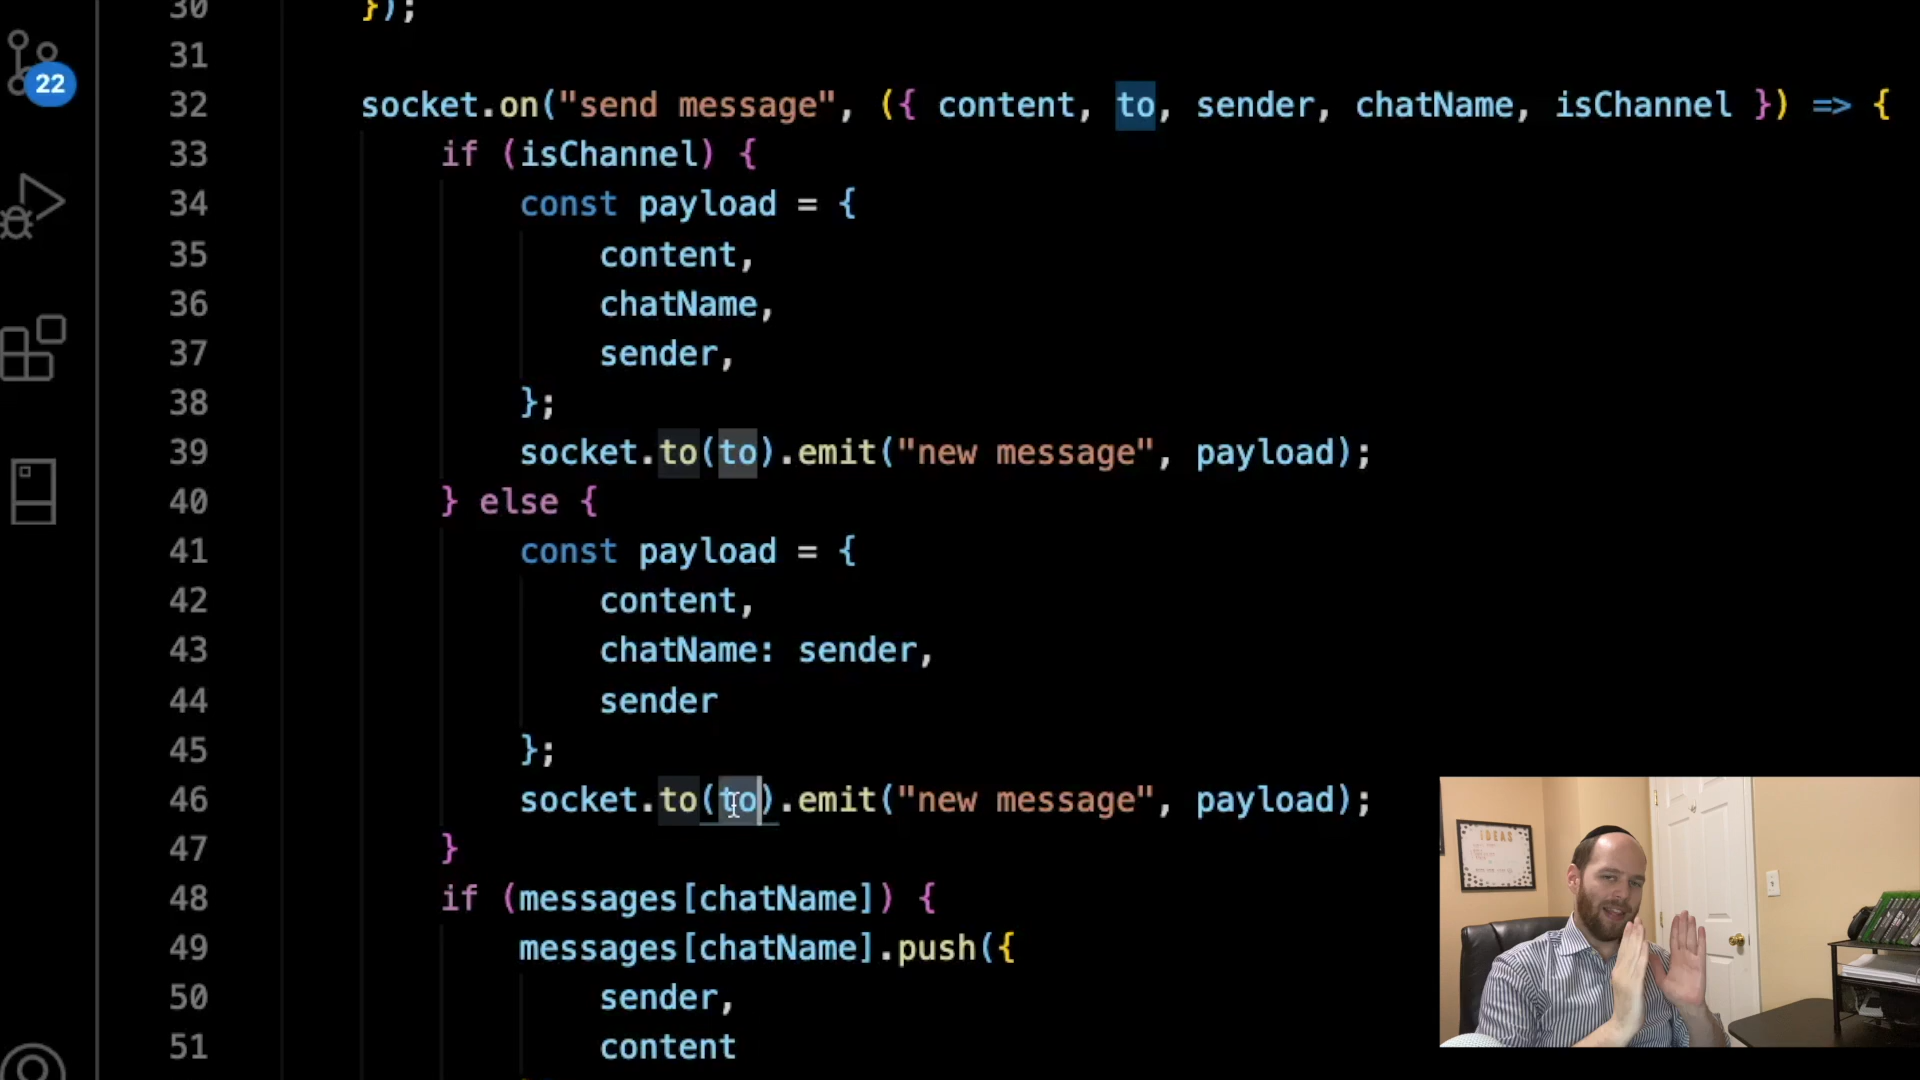 30 });
31
32 socket.on("send message", ({ content, to, sender, chatName, isChannel }) => {
33 if (isChannel) {
34 const payload = {
35 content,
36 chatName,
37 sender,
38 };
39 socket.to(to).emit("new message", payload);
40 } else {
41 const payload = {
42 content,
43 chatName: sender,
44 sender
45 };
46 socket.to(to).emit("new message", payload);
47 }
48 if (messages[chatName]) {
49 messages[chatName].push({
50 sender,
51 content
22
IDEAS